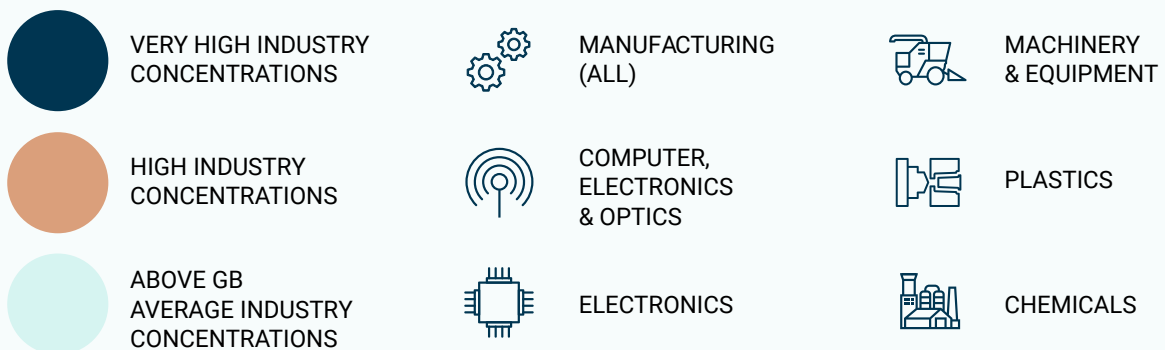 VERY HIGH INDUSTRY
CONCENTRATIONS
MANUFACTURING
(ALL)
MACHINERY
& EQUIPMENT
HIGH INDUSTRY
CONCENTRATIONS
COMPUTER,
ELECTRONICS
& OPTICS
PLASTICS
ABOVE GB
AVERAGE INDUSTRY
CONCENTRATIONS
ELECTRONICS
CHEMICALS